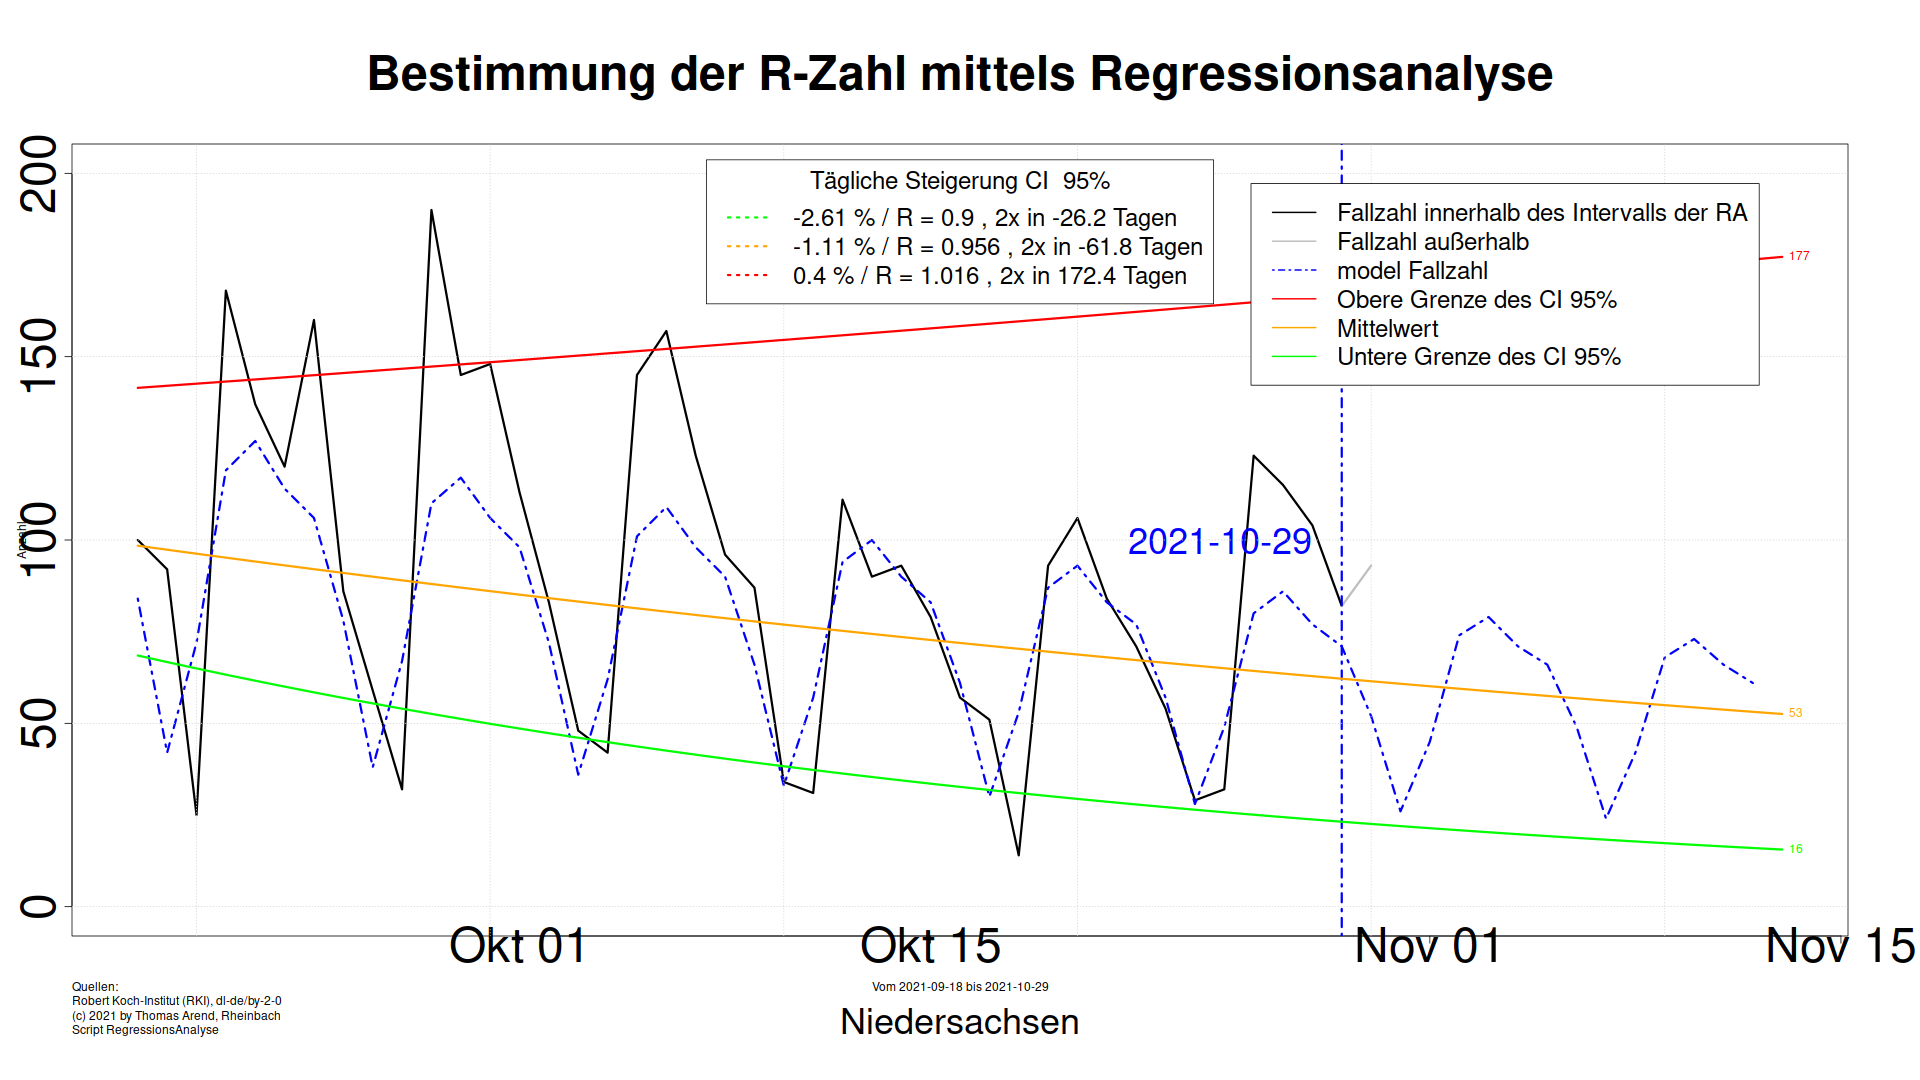 Bestimmung der R-Zahl mittels Regressionsanalyse
Anzahl
200
150
100
50
0
Tägliche Steigerung CI  95%
-2.61 % / R = 0.9 , 2x in -26.2 Tagen
-1.11 % / R = 0.956 , 2x in -61.8 Tagen
0.4 % / R = 1.016 , 2x in 172.4 Tagen
Fallzahl innerhalb des Intervalls der RA
Fallzahl außerhalb
model Fallzahl
Obere Grenze des CI 95%
Mittelwert
Untere Grenze des CI 95%
177
2021-10-29
53
16
Okt 01
Okt 15
Nov 01
Nov 15
Vom 2021-09-18 bis 2021-10-29
Niedersachsen
Quellen:
Robert Koch-Institut (RKI), dl-de/by-2-0
(c) 2021 by Thomas Arend, Rheinbach
Script RegressionsAnalyse